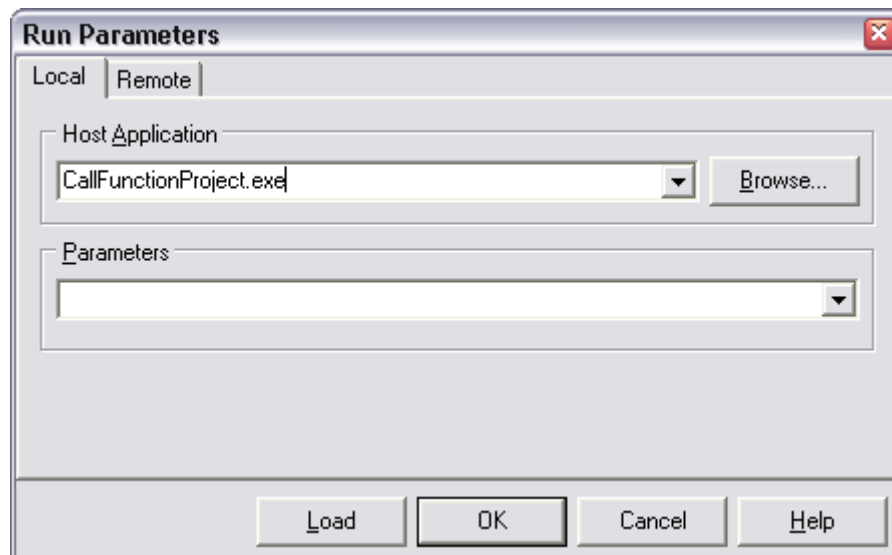 Run Parameters
Local Remote
Host Application
CallFunctionProject.exe Browse...
Parameters
Load OK Cancel Help